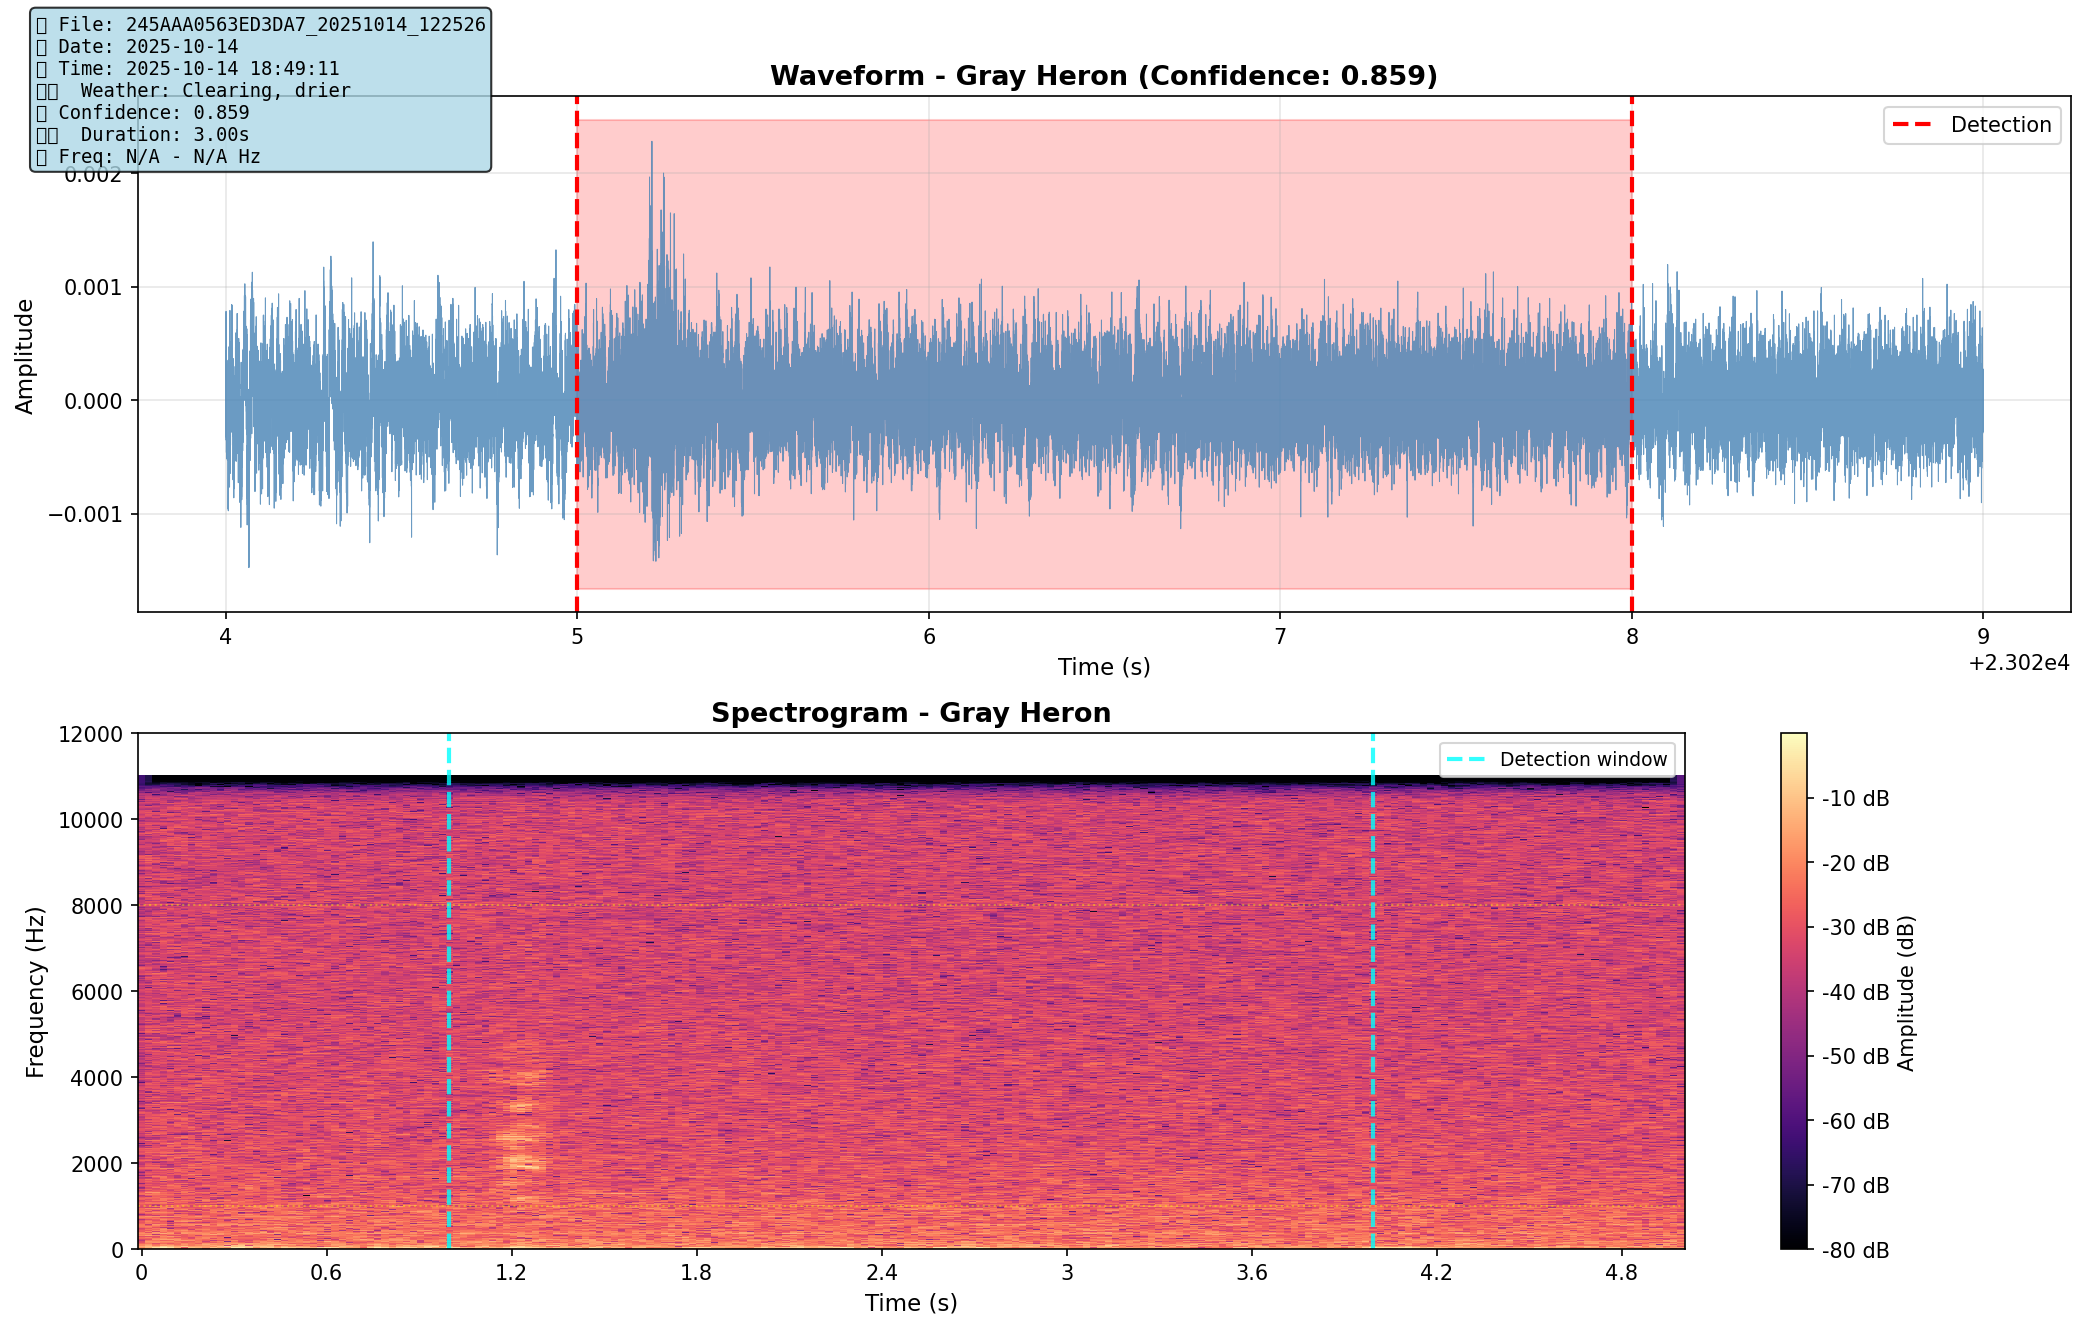 File: 245AAA0563ED3DA7_20251014_122526
Date: 2025-10-14
Time: 2025-10-14 18:49:11
Weather: Clearing, drier
Confidence: 0.859
Duration: 3.00s
Freq: N/A - N/A Hz
Waveform - Gray Heron (Confidence: 0.859)
Detection
Amplitude
0.002
0.001
0.000
−0.001
4 5 6 7 8 9
Time (s)
+2.302e4
Spectrogram - Gray Heron
Detection window
Frequency (Hz)
12000
10000
8000
6000
4000
2000
0
0 0.6 1.2 1.8 2.4 3 3.6 4.2 4.8
Time (s)
-10 dB
-20 dB
-30 dB
-40 dB
-50 dB
-60 dB
-70 dB
-80 dB
Amplitude (dB)